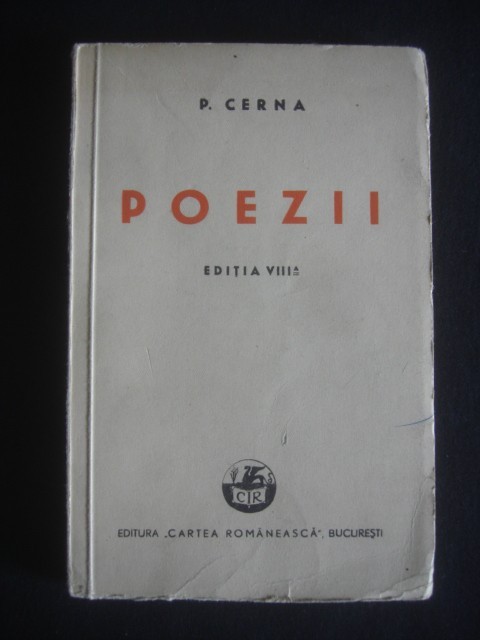 P. CERNA
POEZII
EDIȚIA VIIIA
CR
EDITURA „CARTEA ROMÂNEASCĂ”, BUCUREȘTI